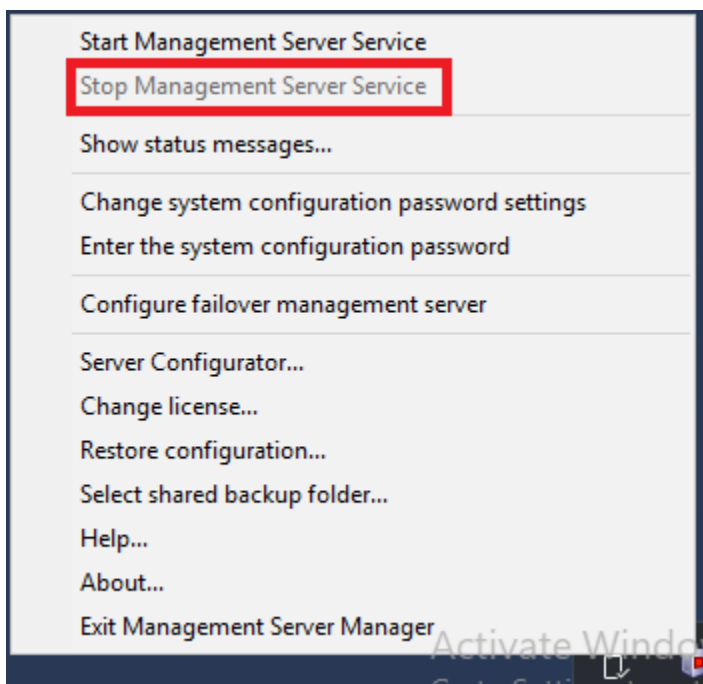 Start Management Server Service
Stop Management Server Service
Show status messages...
Change system configuration password settings
Enter the system configuration password
Configure failover management server
Server Configurator...
Change license...
Restore configuration...
Select shared backup folder...
Help...
About...
Exit Management Server Manager
Activate Windo